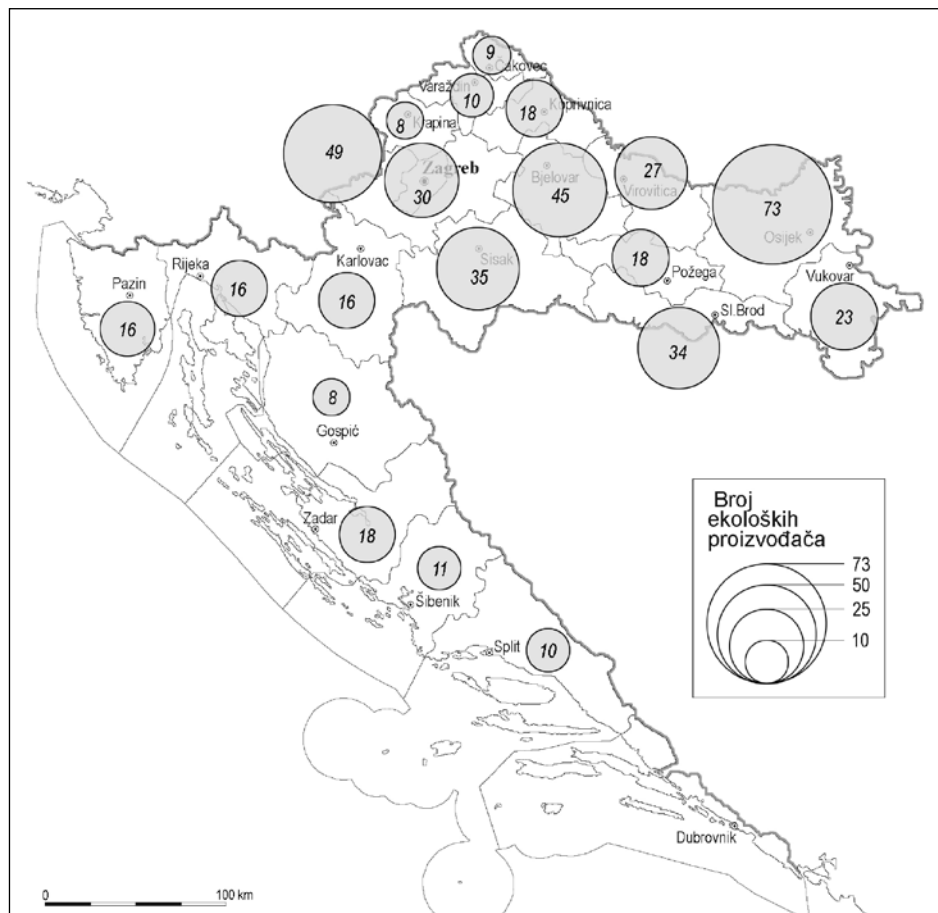 9
Čakovec
Varaždin
10
Koprivnica
18
8
Krapina
49
Zagreb
30
Bjelovar
45
27
Virovitica
73
Osijek
Rijeka
16
Karlovac
16
Sisak
35
18
Požega
Vukovar
23
Pazin
16
Sl.Brod
34
8
Gospić
Zadar
18
11
Šibenik
Split
10
Dubrovnik
Broj
ekoloških
proizvođača
73
50
25
10
0 100 km